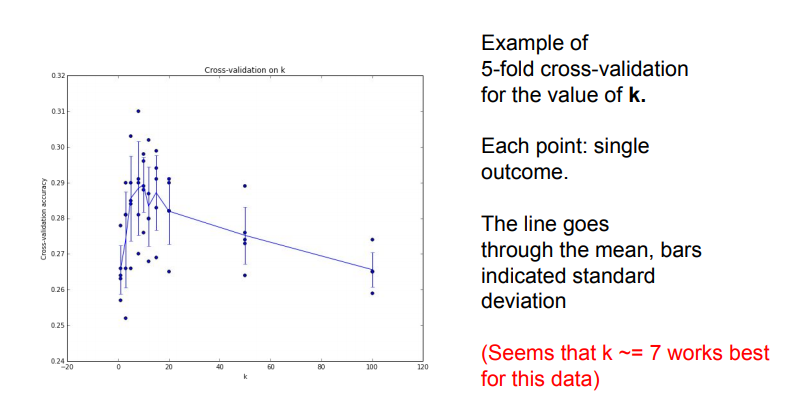 Cross-validation on k
0.32
0.31
0.30
0.29
0.28
0.27
0.26
0.25
0.24
Cross-validation accuracy
−20
0
20
40
60
80
100
120
k
Example of
5-fold cross-validation
for the value of k.
Each point: single
outcome.
The line goes
through the mean, bars
indicated standard
deviation
(Seems that k ~= 7 works best
for this data)